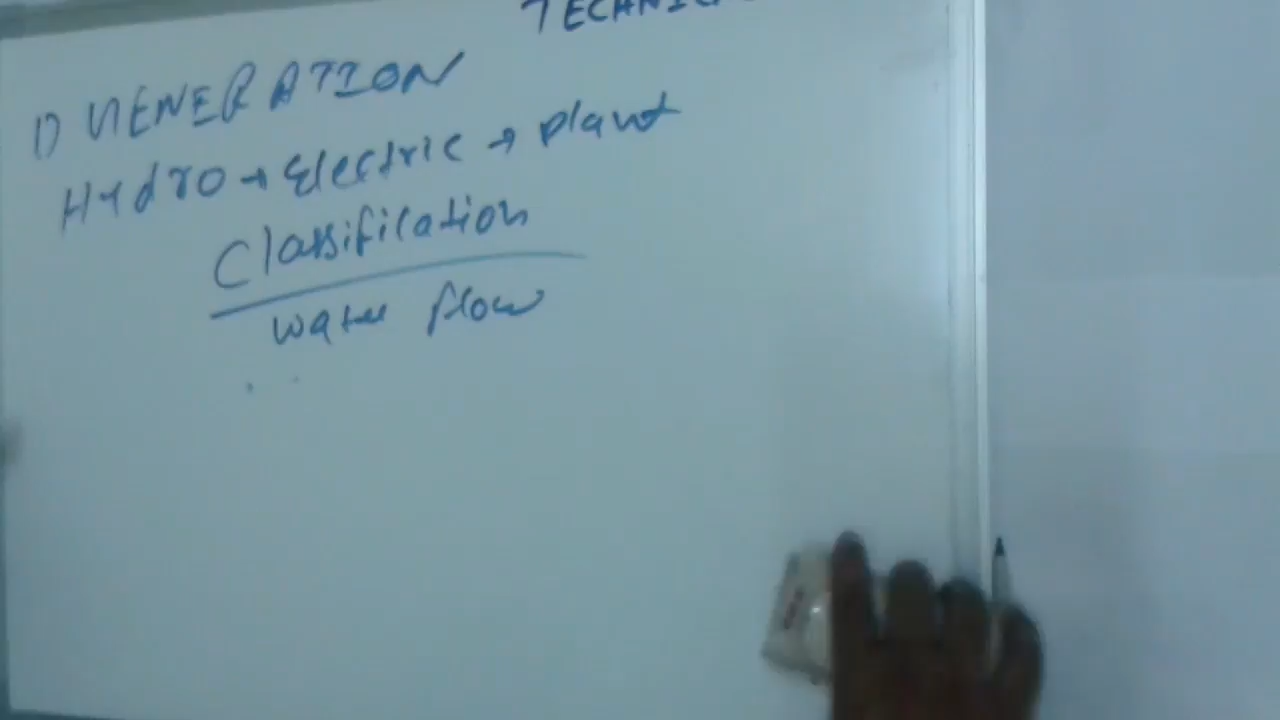 TECHNIC
1) GENERATION
Hydro → Electric → plant
Classification
water flow